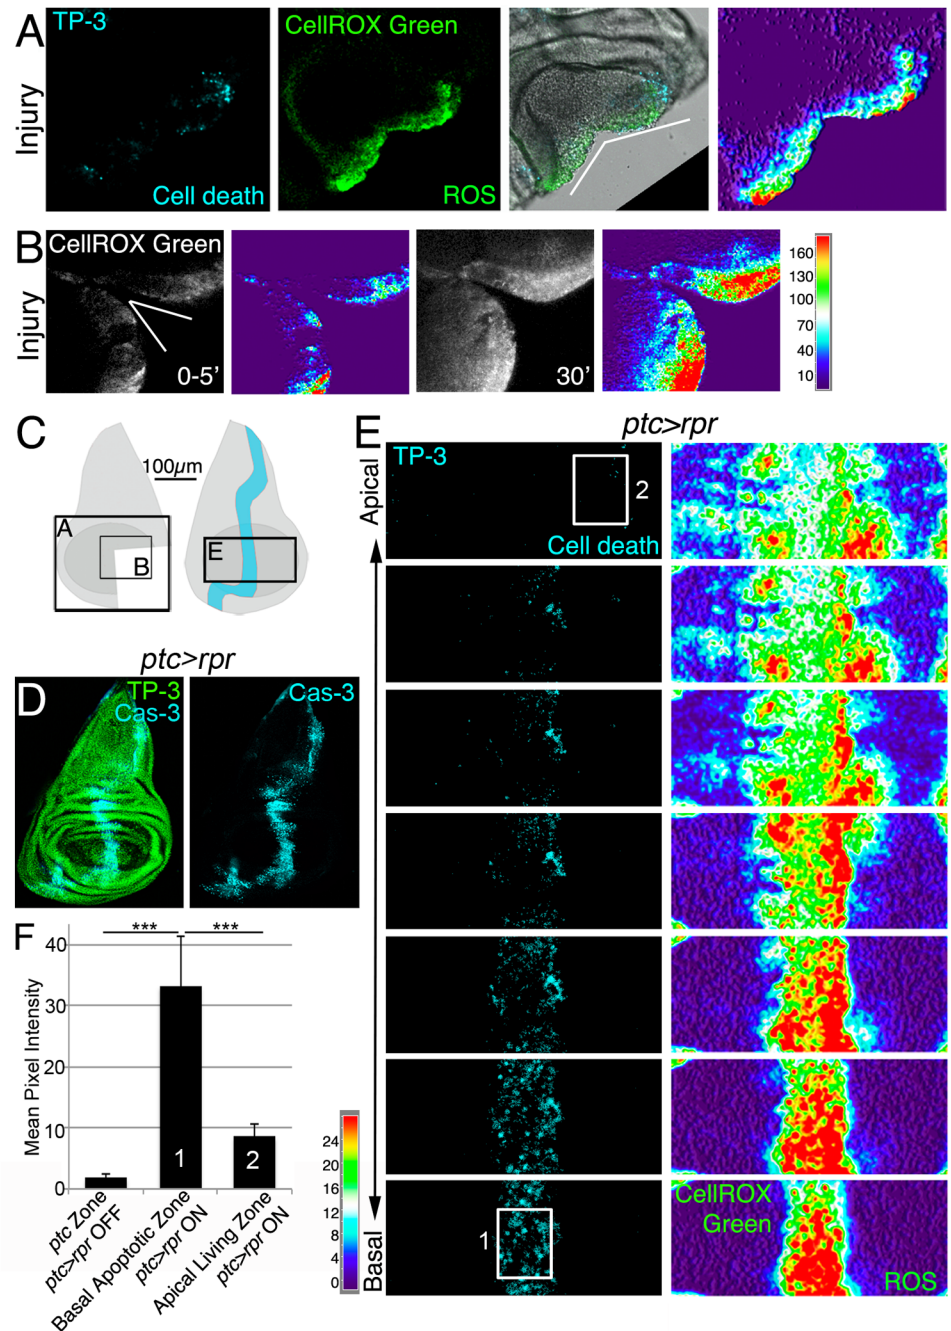 A
TP-3
CellROX Green
Injury
Cell death
ROS
B
CellROX Green
Injury
0-5’
30’
160
130
100
70
40
10
C
100µm
A
B
E
ptc>rpr
D
TP-3
Cas-3
Cas-3
E
ptc>rpr
Apical
TP-3
2
Cell death
1
Basal
CellROX
Green
ROS
24
20
16
12
8
4
0
F
***
***
Mean Pixel Intensity
40
30
20
10
0
1
2
ptc Zone
ptc>rpr OFF
Basal Apoptotic Zone
ptc>rpr ON
Apical Living Zone
ptc>rpr ON